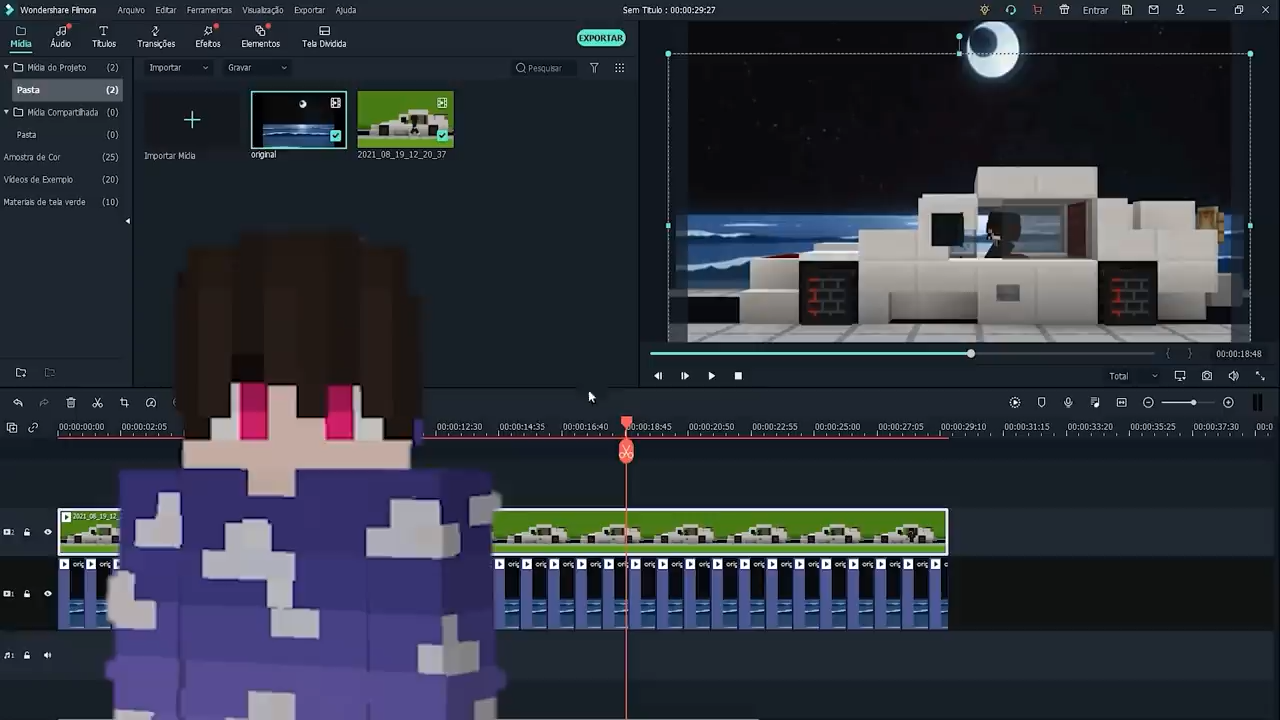 Wondershare Filmora
Arquivo
Editar
Ferramentas
Visualização
Exportar
Ajuda
Sem Titulo : 00:00:29:27
Entrar
Mídia
Áudio
Títulos
Transições
Efeitos
Elementos
Tela Dividida
EXPORTAR
Mídia do Projeto (2)
Pasta (2)
Mídia Compartilhada (0)
Pasta (0)
Amostra de Cor (25)
Vídeos de Exemplo (20)
Materiais de tela verde (10)
Importar
Gravar
Pesquisar
Importar Mídia
original
2021_08_19_12_20_37
00:00:18:48
Total
00:00:00:00
00:00:02:05
00:00:12:30
00:00:14:35
00:00:16:40
00:00:18:45
00:00:20:50
00:00:22:55
00:00:25:00
00:00:27:05
00:00:29:10
00:00:31:15
00:00:33:20
00:00:35:25
00:00:37:30
00:0
2021_08_19_12_